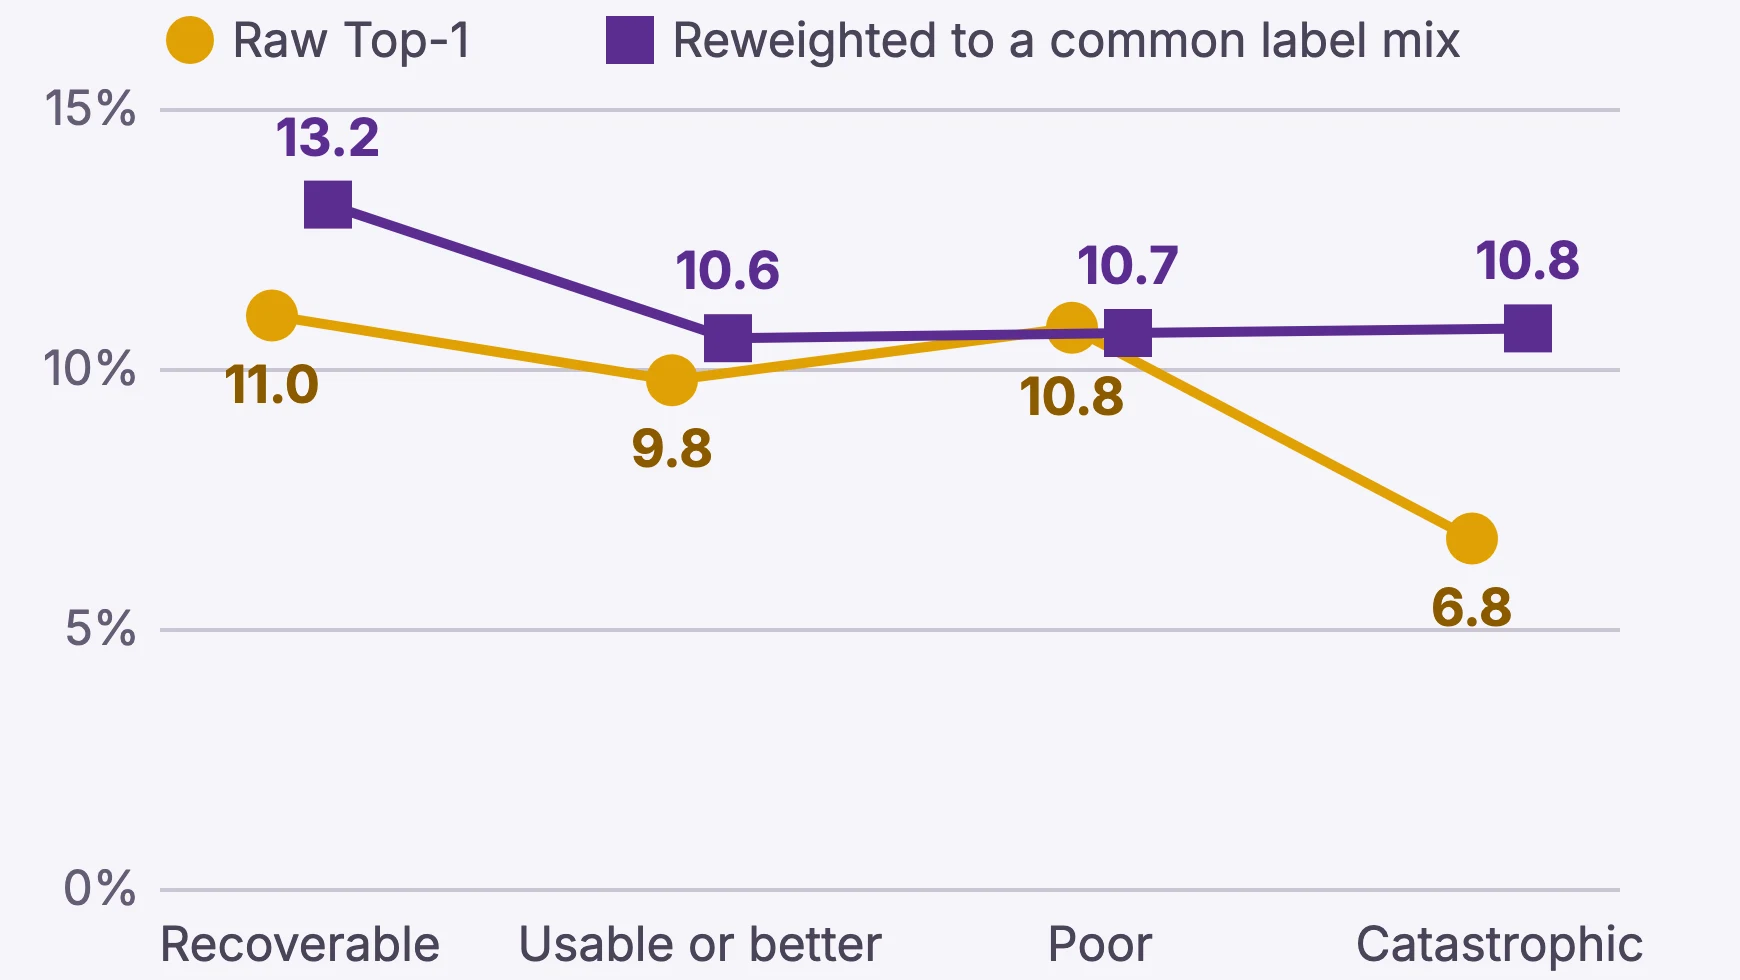 Raw Top-1
Reweighted to a common label mix
15%
13.2
10.6
10.7
10.8
10%
11.0
9.8
10.8
5%
6.8
0%
Recoverable
Usable or better
Poor
Catastrophic